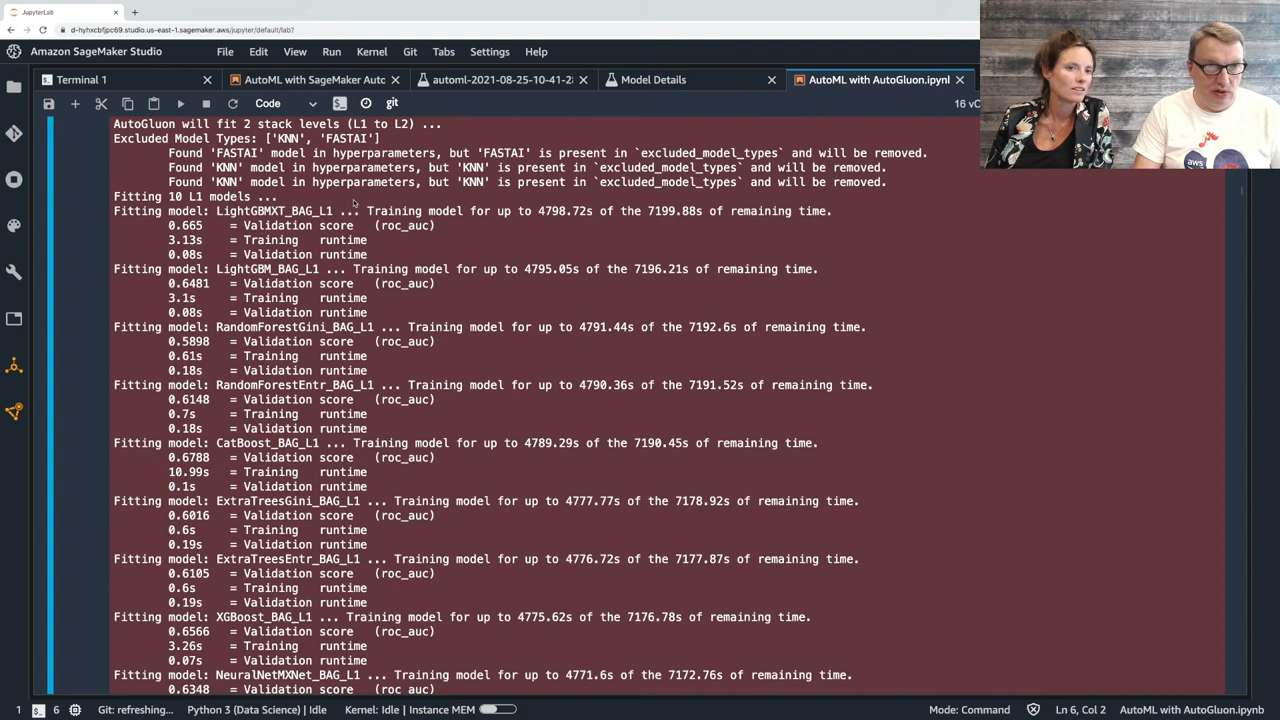 JupyterLab
d-hyhxcbfjpc69.studio.us-east-1.sagemaker.aws/jupyter/default/lab?
Amazon SageMaker Studio File Edit View Run Kernel Git Tabs Settings Help
Terminal 1 AutoML with SageMaker Auto automl-2021-08-25-10-41-2 Model Details AutoML with AutoGluon.ipynl
Code git 16 vC
AutoGluon will fit 2 stack levels (L1 to L2) ...
Excluded Model Types: ['KNN', 'FASTAI']
Found 'FASTAI' model in hyperparameters, but 'FASTAI' is present in `excluded_model_types` and will be removed.
Found 'KNN' model in hyperparameters, but 'KNN' is present in `excluded_model_types` and will be removed.
Found 'KNN' model in hyperparameters, but 'KNN' is present in `excluded_model_types` and will be removed.
Fitting 10 L1 models ...
Fitting model: LightGBMXT_BAG_L1 ... Training model for up to 4798.72s of the 7199.88s of remaining time.
0.665 = Validation score (roc_auc)
3.13s = Training runtime
0.08s = Validation runtime
Fitting model: LightGBM_BAG_L1 ... Training model for up to 4795.05s of the 7196.21s of remaining time.
0.6481 = Validation score (roc_auc)
3.1s = Training runtime
0.08s = Validation runtime
Fitting model: RandomForestGini_BAG_L1 ... Training model for up to 4791.44s of the 7192.6s of remaining time.
0.5898 = Validation score (roc_auc)
0.61s = Training runtime
0.18s = Validation runtime
Fitting model: RandomForestEntr_BAG_L1 ... Training model for up to 4790.36s of the 7191.52s of remaining time.
0.6148 = Validation score (roc_auc)
0.7s = Training runtime
0.18s = Validation runtime
Fitting model: CatBoost_BAG_L1 ... Training model for up to 4789.29s of the 7190.45s of remaining time.
0.6788 = Validation score (roc_auc)
10.99s = Training runtime
0.1s = Validation runtime
Fitting model: ExtraTreesGini_BAG_L1 ... Training model for up to 4777.77s of the 7178.92s of remaining time.
0.6016 = Validation score (roc_auc)
0.6s = Training runtime
0.19s = Validation runtime
Fitting model: ExtraTreesEntr_BAG_L1 ... Training model for up to 4776.72s of the 7177.87s of remaining time.
0.6105 = Validation score (roc_auc)
0.6s = Training runtime
0.19s = Validation runtime
Fitting model: XGBoost_BAG_L1 ... Training model for up to 4775.62s of the 7176.78s of remaining time.
0.6566 = Validation score (roc_auc)
3.26s = Training runtime
0.07s = Validation runtime
Fitting model: NeuralNetMXNet_BAG_L1 ... Training model for up to 4771.6s of the 7172.76s of remaining time.
0.6348 = Validation score (roc_auc)
1 6 Git: refreshing... Python 3 (Data Science) | Idle Kernel: Idle | Instance MEM Mode: Command Ln 6, Col 2 AutoML with AutoGluon.ipynb
aws